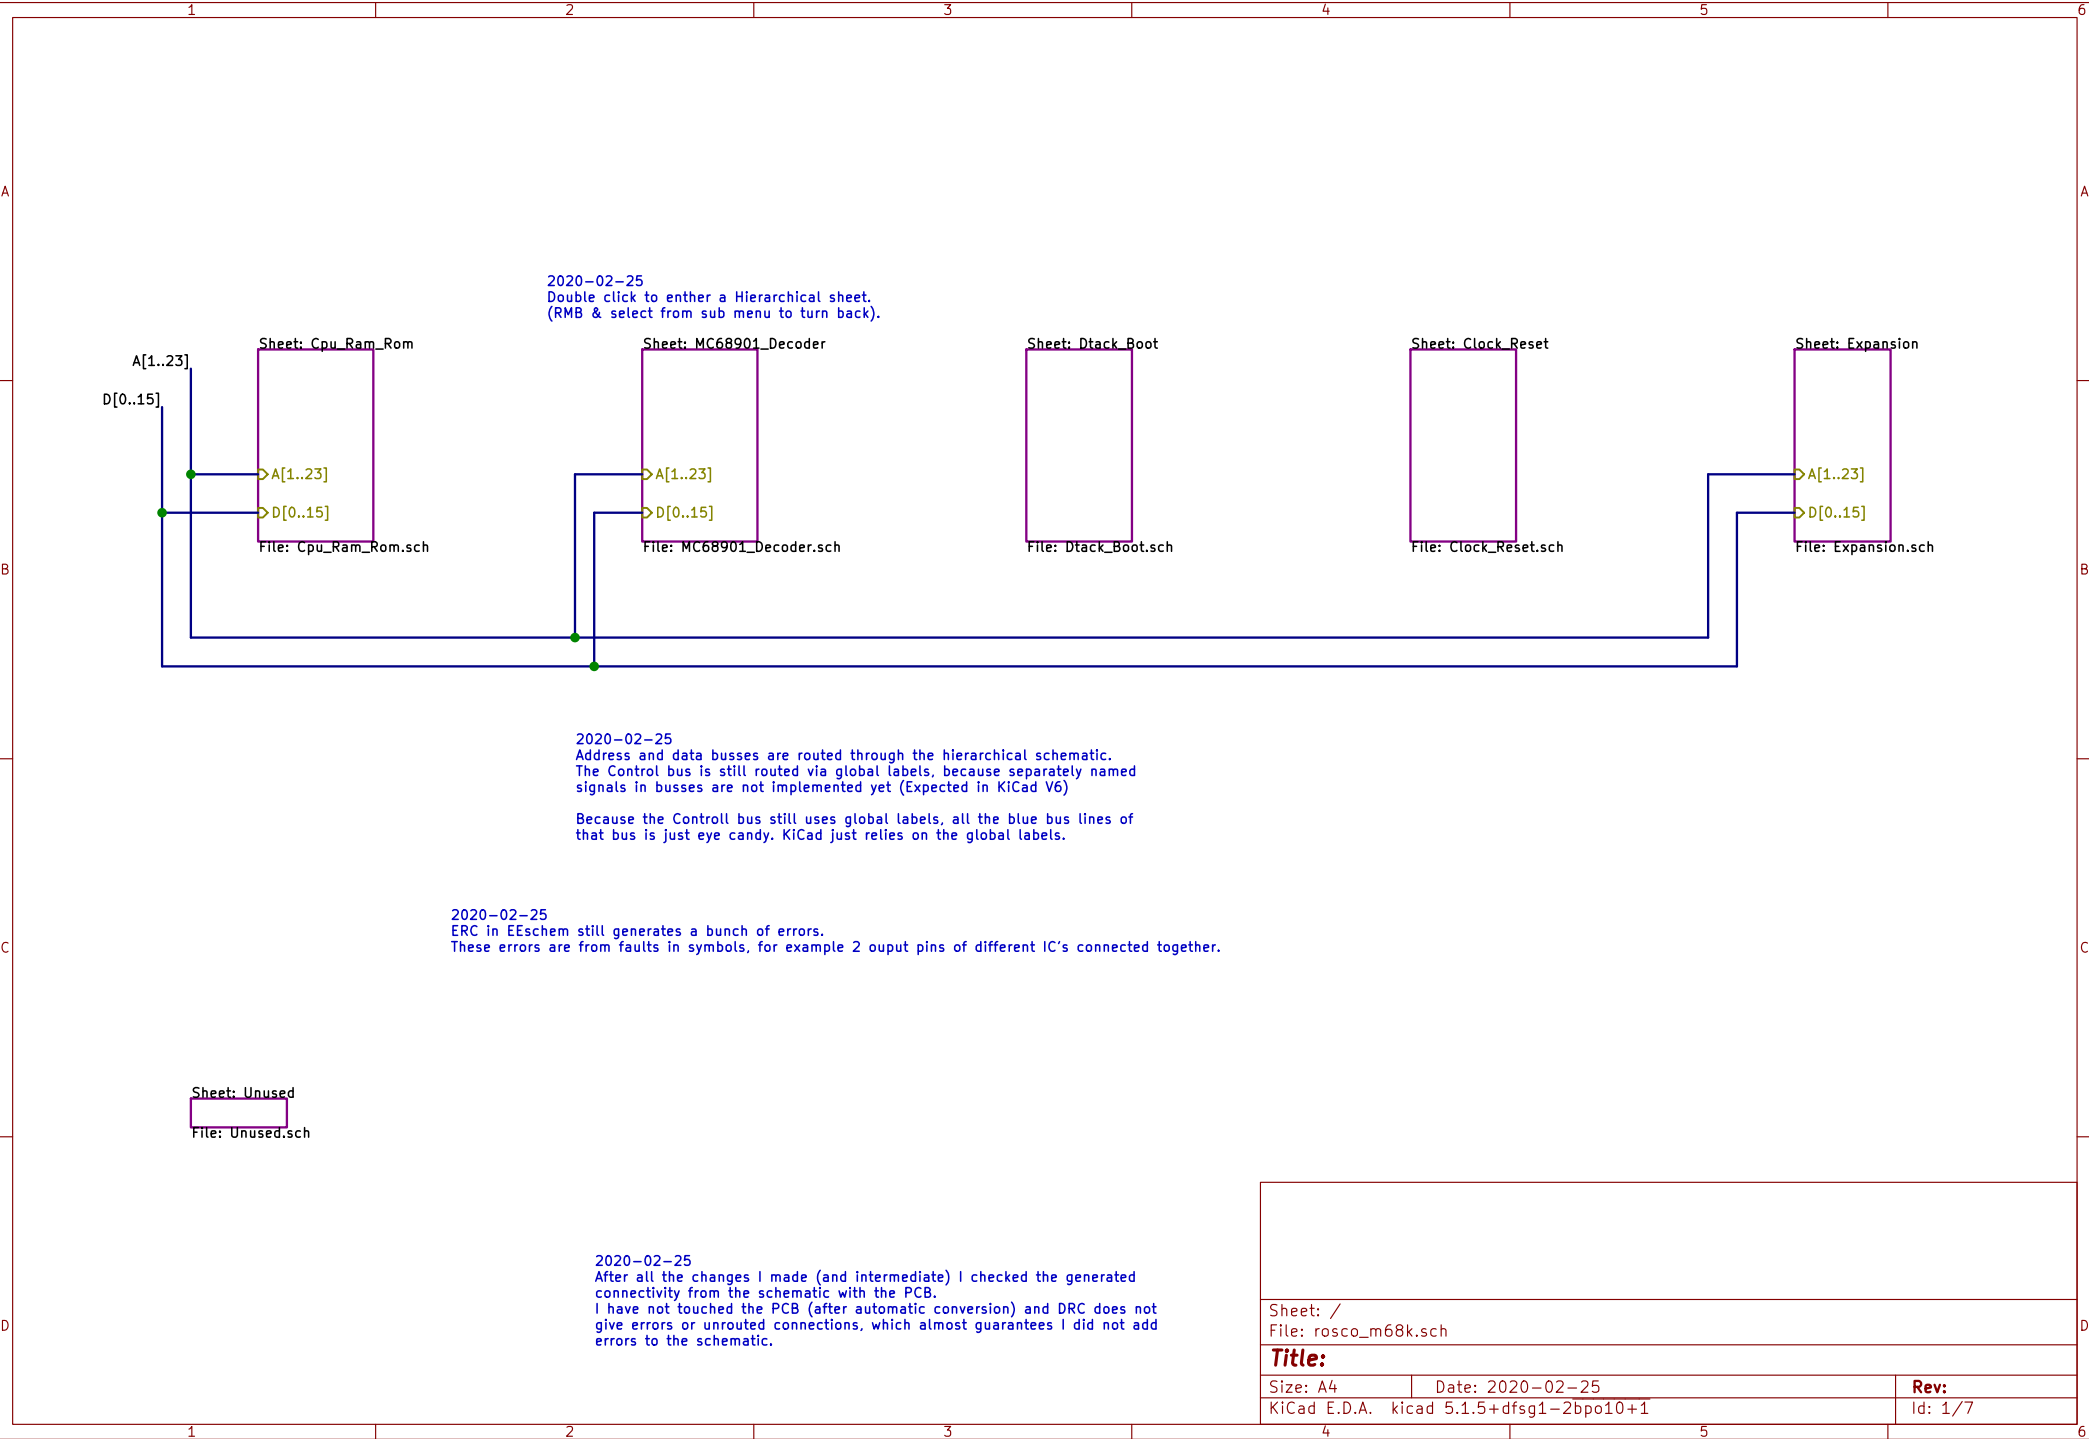 1 2 3 4 5 6
A A
2020-02-25
Double click to enther a Hierarchical sheet.
(RMB & select from sub menu to turn back).
Sheet: Cpu_Ram_Rom
Sheet: MC68901_Decoder
Sheet: Dtack_Boot
Sheet: Clock_Reset
Sheet: Expansion
A[1..23]
D[0..15]
A[1..23]
A[1..23]
A[1..23]
D[0..15]
D[0..15]
D[0..15]
File: Cpu_Ram_Rom.sch
File: MC68901_Decoder.sch
File: Dtack_Boot.sch
File: Clock_Reset.sch
File: Expansion.sch
B B
2020-02-25
Address and data busses are routed through the hierarchical schematic.
The Control bus is still routed via global labels, because separately named
signals in busses are not implemented yet (Expected in KiCad V6)
Because the Controll bus still uses global labels, all the blue bus lines of
that bus is just eye candy. KiCad just relies on the global labels.
2020-02-25
ERC in EEschem still generates a bunch of errors.
These errors are from faults in symbols, for example 2 ouput pins of different IC's connected together.
C C
Sheet: Unused
File: Unused.sch
2020-02-25
After all the changes I made (and intermediate) I checked the generated
connectivity from the schematic with the PCB.
I have not touched the PCB (after automatic conversion) and DRC does not
give errors or unrouted connections, which almost guarantees I did not add
errors to the schematic.
D D
Sheet: /
File: rosco_m68k.sch
Title:
Size: A4 Date: 2020-02-25 Rev:
KiCad E.D.A. kicad 5.1.5+dfsg1-2bpo10+1 Id: 1/7
1 2 3 4 5 6